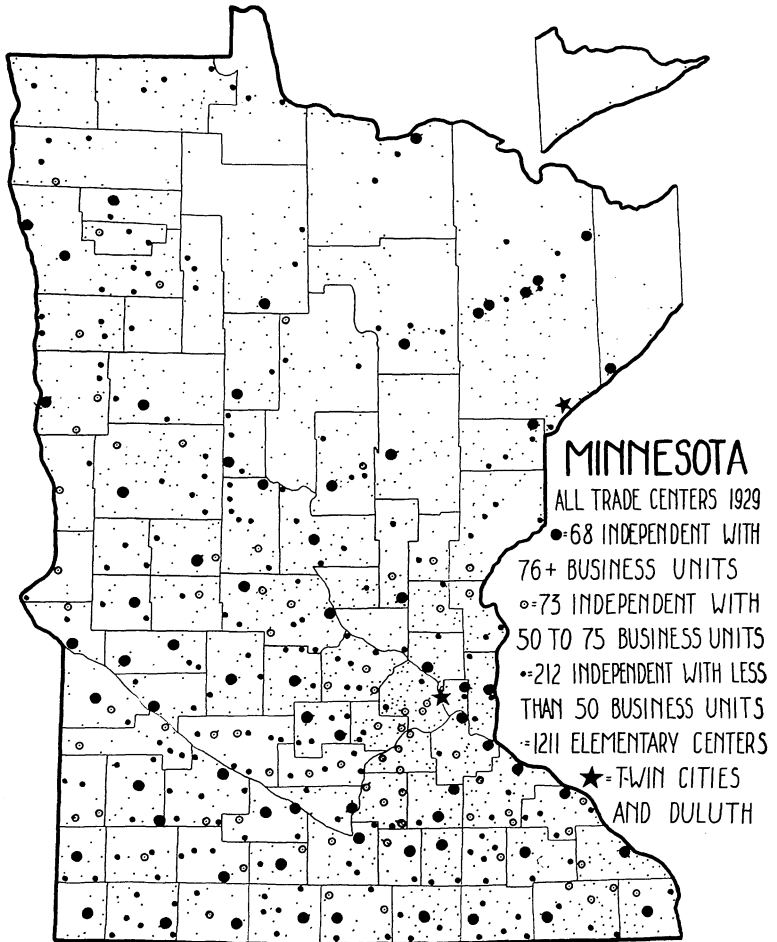 MINNESOTA
ALL TRADE CENTERS 1929
●=68 INDEPENDENT WITH
76+ BUSINESS UNITS
⊙=73 INDEPENDENT WITH
50 TO 75 BUSINESS UNITS
•=212 INDEPENDENT WITH LESS
THAN 50 BUSINESS UNITS
·=1211 ELEMENTARY CENTERS
★=TWIN CITIES
AND DULUTH